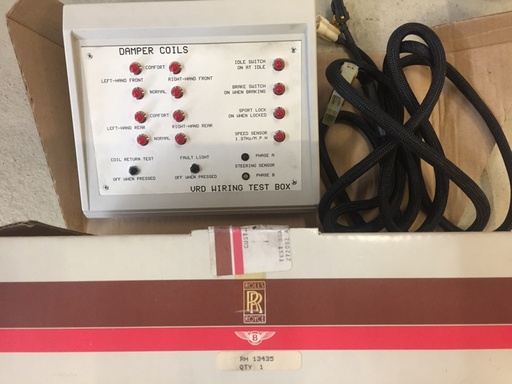 DAMPER COILS
COMFORT
LEFT-HAND FRONT
RIGHT-HAND FRONT
NORMAL
COMFORT
LEFT-HAND REAR
RIGHT-HAND REAR
NORMAL
IDLE SWITCH
ON AT IDLE
BRAKE SWITCH
ON WHEN BRAKING
SPORT LOCK
ON WHEN LOCKED
SPEED SENSOR
COIL RETURN TEST
OFF WHEN PRESSED
FAULT LIGHT
OFF WHEN PRESSED
PHASE A
STEERING SENSOR
PHASE B
VRD WIRING TEST BOX
ROLLS
RR
ROYCE
B
RH 13435
QTY 1